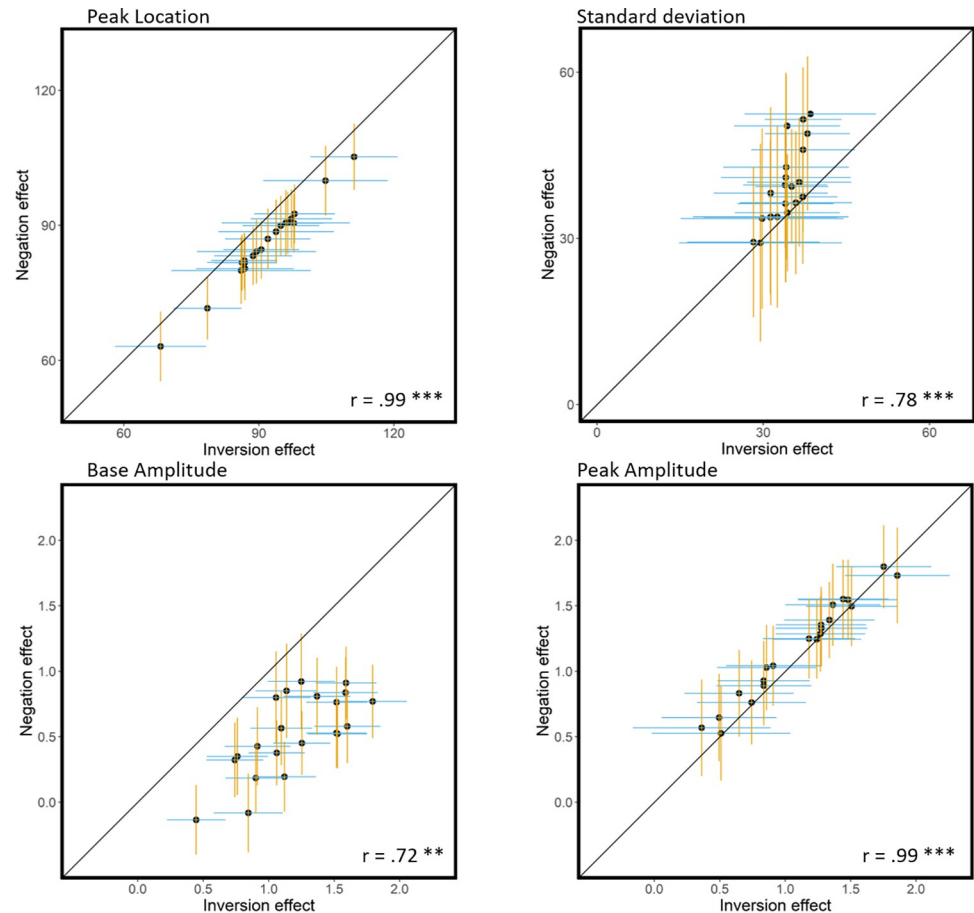 Peak Location
Negation effect
120
90
60
60 90 120
Inversion effect
r = .99 ***
Standard deviation
Negation effect
60
30
0
0 30 60
Inversion effect
r = .78 ***
Base Amplitude
Negation effect
2.0
1.5
1.0
0.5
0.0
0.0 0.5 1.0 1.5 2.0
Inversion effect
r = .72 **
Peak Amplitude
Negation effect
2.0
1.5
1.0
0.5
0.0
0.0 0.5 1.0 1.5 2.0
Inversion effect
r = .99 ***